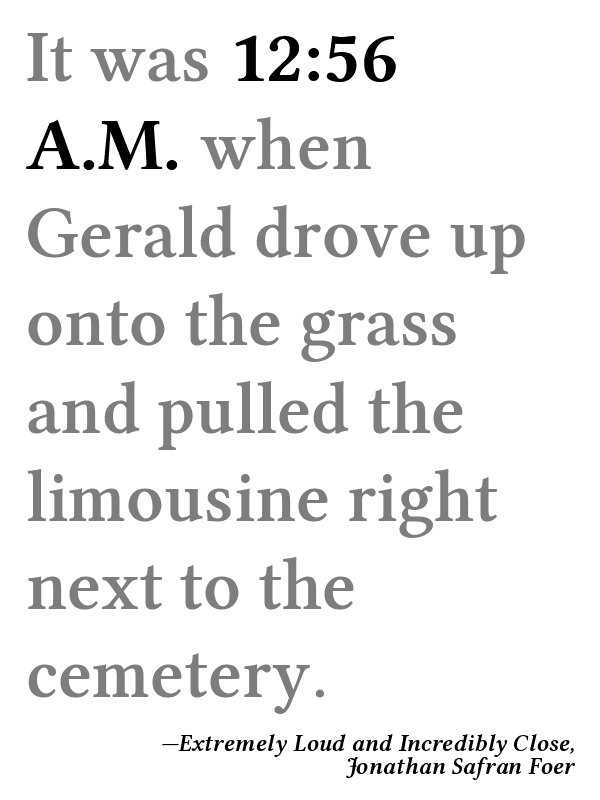 It was 12:56
A.M. when
Gerald drove up
onto the grass
and pulled the
limousine right
next to the
cemetery.
—Extremely Loud and Incredibly Close,
Jonathan Safran Foer